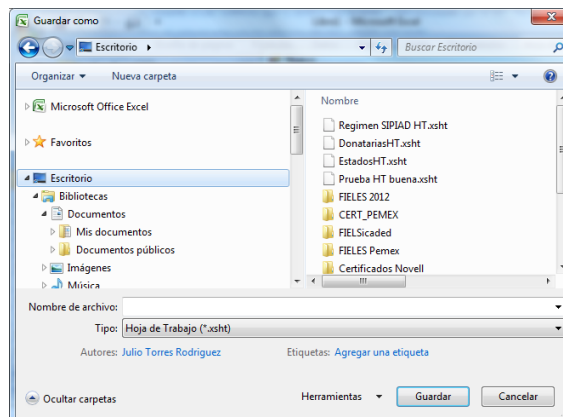 Guardar como
Escritorio
Buscar Escritorio
Organizar
Nueva carpeta
Microsoft Office Excel
Favoritos
Escritorio
Bibliotecas
Documentos
Mis documentos
Documentos públicos
Imágenes
Música
Nombre
Regimen SIPIAD HT.xsht
DonatariasHT.xsht
EstadosHT.xsht
Prueba HT buena.xsht
FIELES 2012
CERT_PEMEX
FIELSicaded
FIELES Pemex
Certificados Novell
Nombre de archivo:
Tipo: Hoja de Trabajo (*.xsht)
Autores: Julio Torres Rodriguez Etiquetas: Agregar una etiqueta
Ocultar carpetas Herramientas Guardar Cancelar